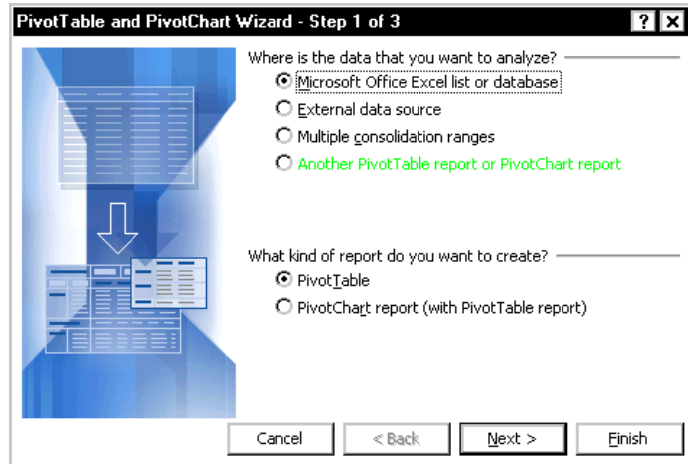 PivotTable and PivotChart Wizard - Step 1 of 3
Where is the data that you want to analyze?
Microsoft Office Excel list or database
External data source
Multiple consolidation ranges
Another PivotTable report or PivotChart report
What kind of report do you want to create?
PivotTable
PivotChart report (with PivotTable report)
Cancel < Back Next > Finish